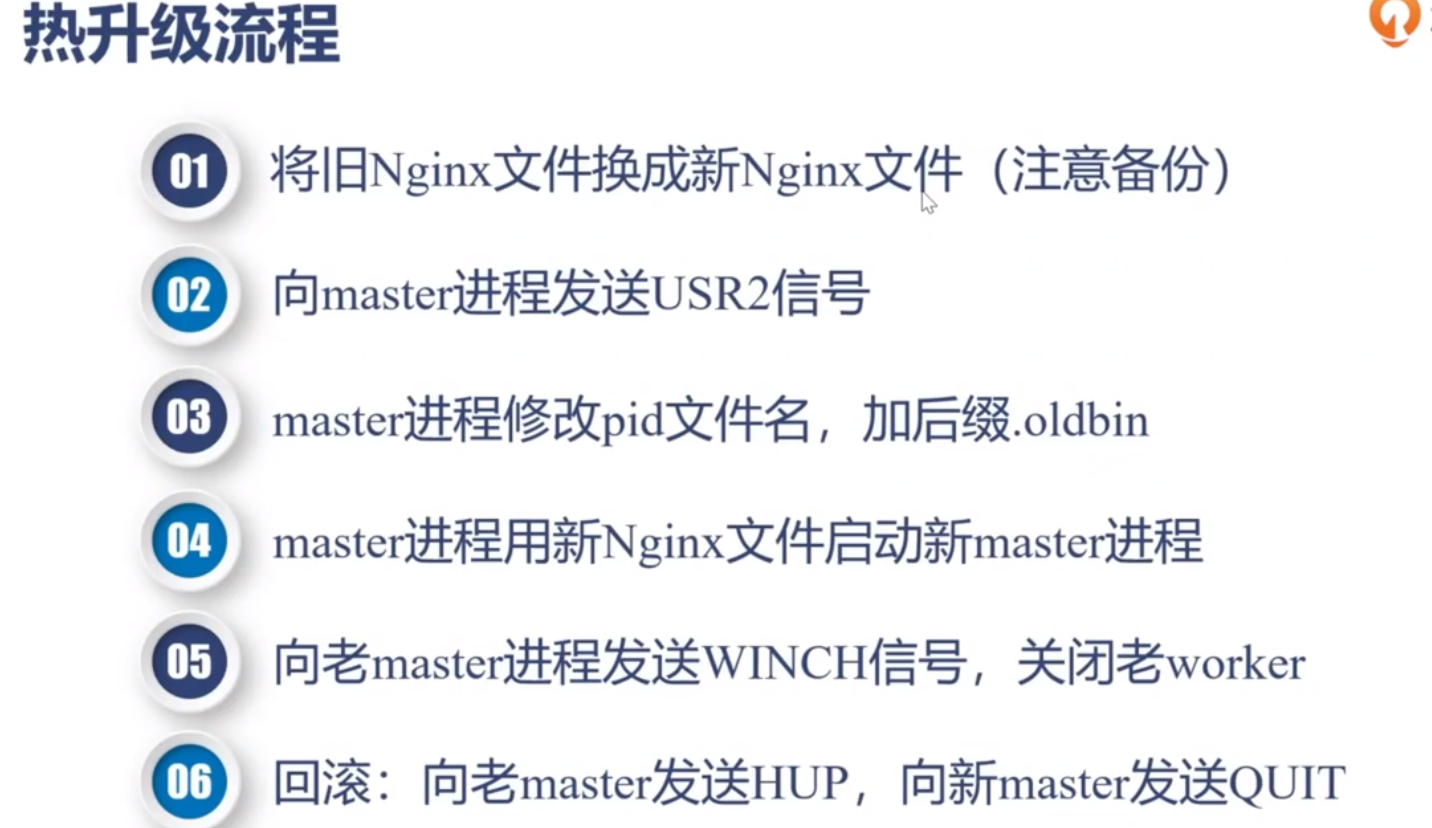 热升级流程
01 将旧Nginx文件换成新Nginx文件（注意备份）
02 向master进程发送USR2信号
03 master进程修改pid文件名，加后缀.oldbin
04 master进程用新Nginx文件启动新master进程
05 向老master进程发送WINCH信号，关闭老worker
06 回滚：向老master发送HUP，向新master发送QUIT